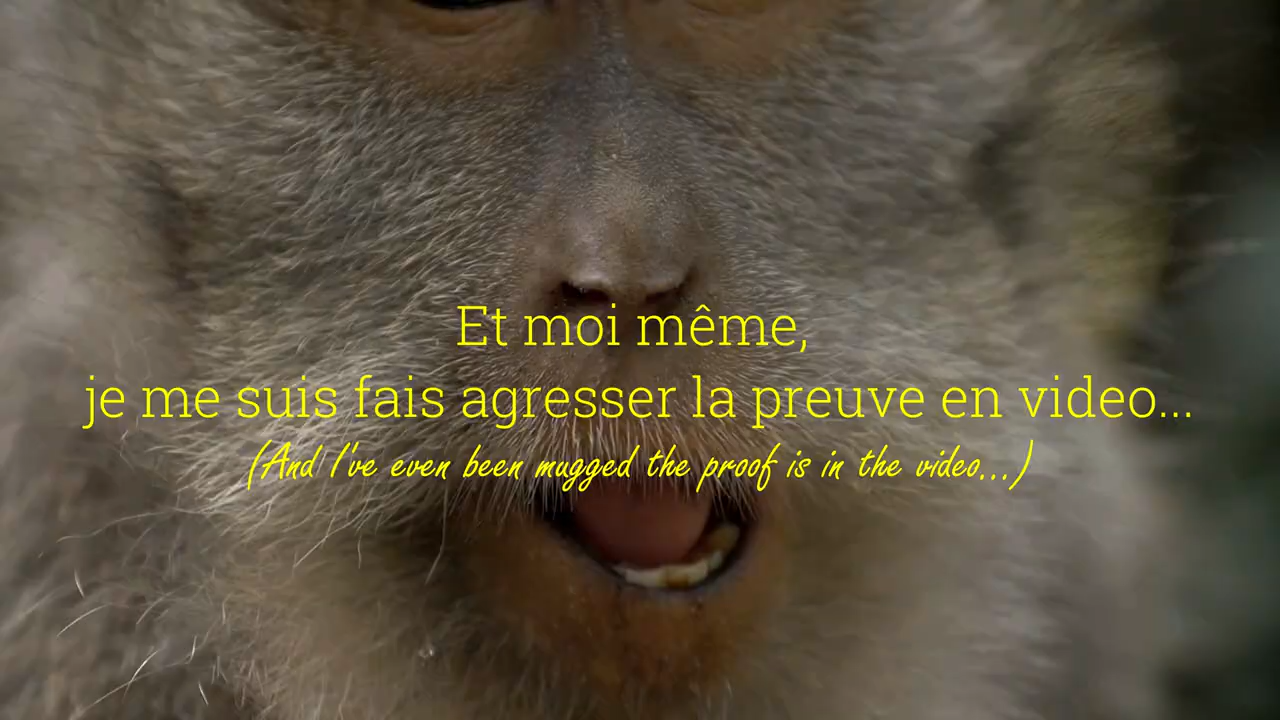 Et moi même,
je me suis fais agresser la preuve en video...
(And I've even been mugged the proof is in the video...)